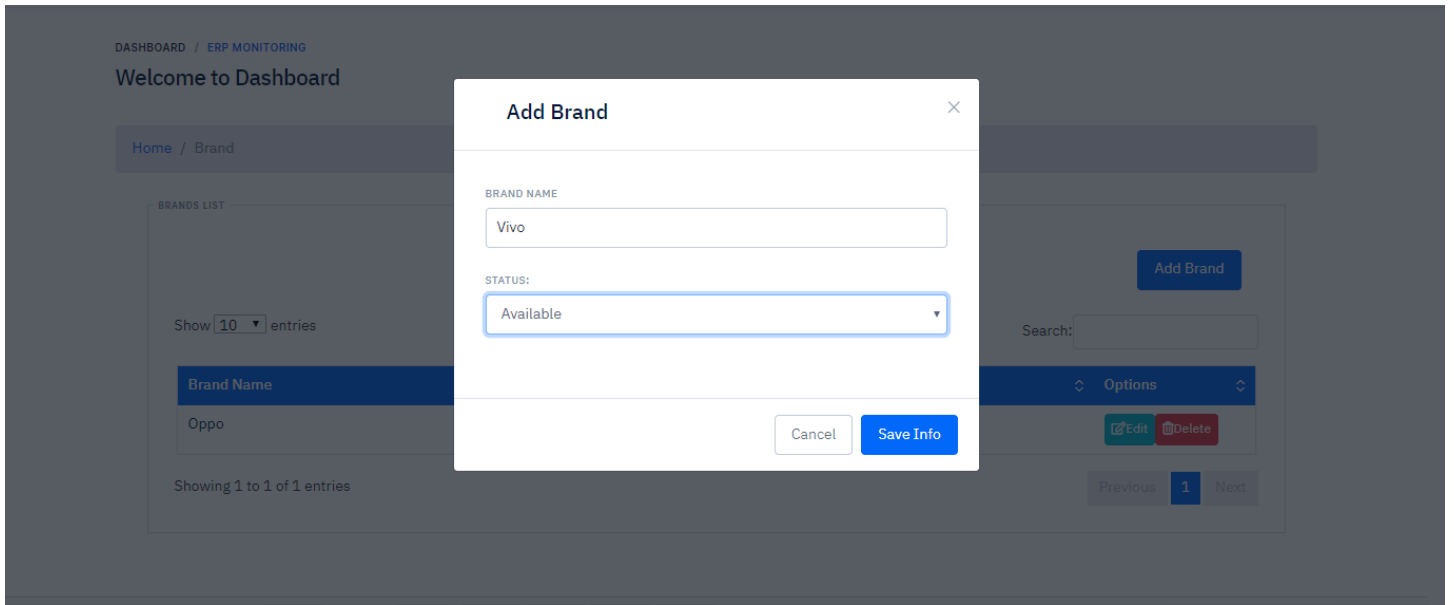 DASHBOARD / ERP MONITORING
Welcome to Dashboard
Add Brand
×
Home / Brand
BRAND NAME
Vivo
BRANDS LIST
Add Brand
STATUS:
Available
Show 10 entries
Search:
Brand Name
Options
Oppo
Edit
Delete
Cancel
Save Info
Showing 1 to 1 of 1 entries
Previous 1 Next